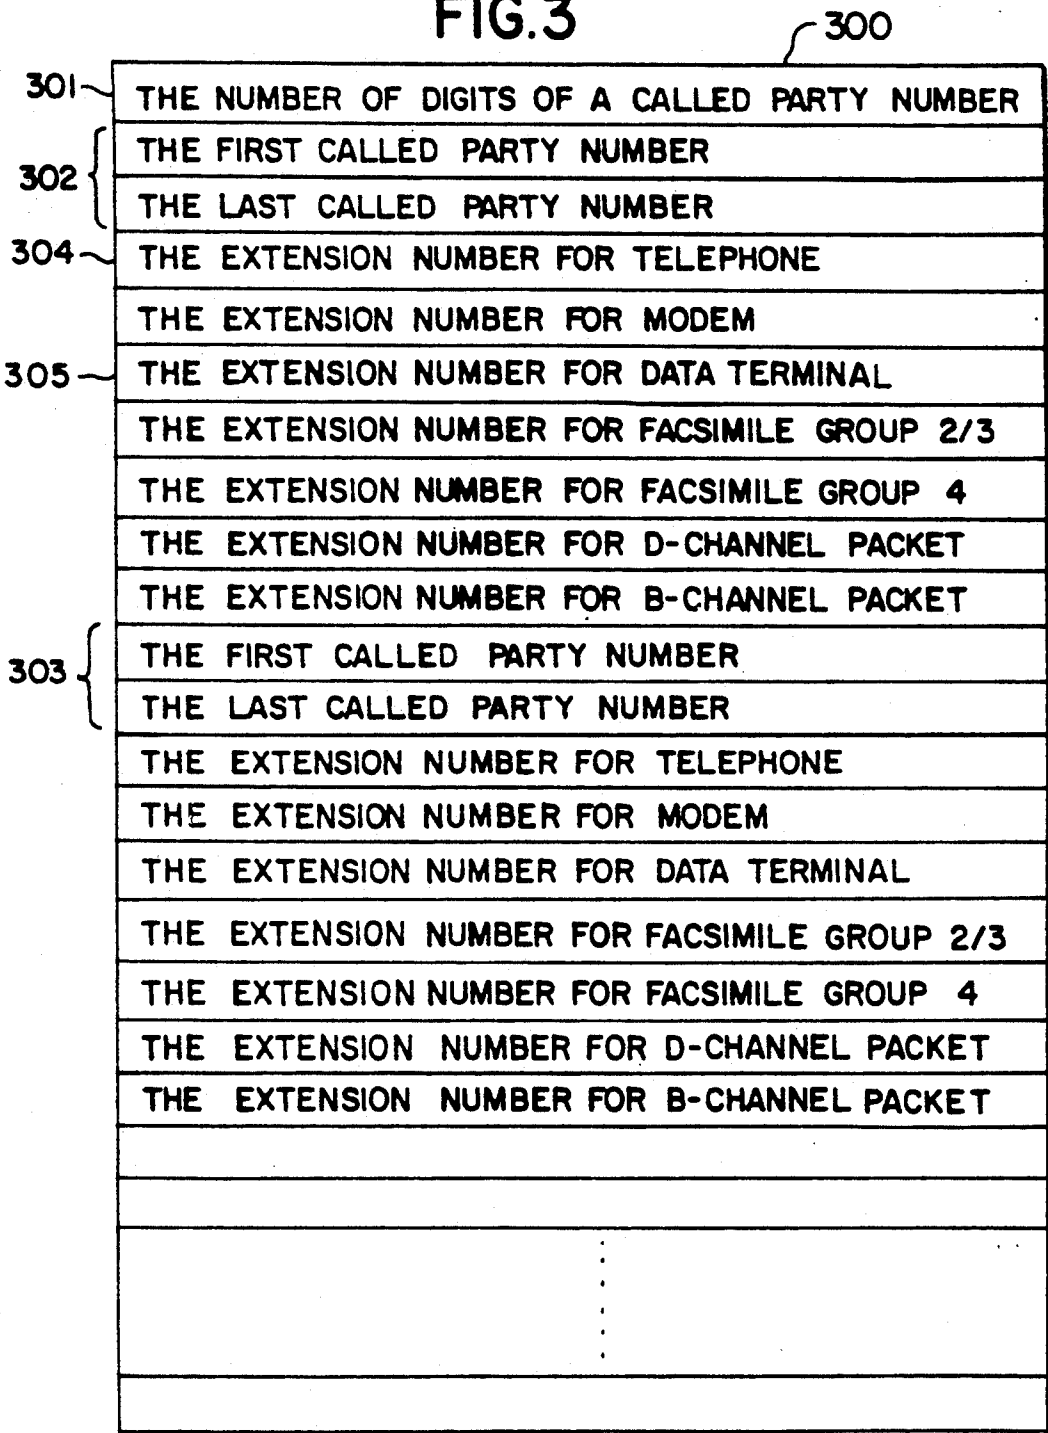 FIG.3
300
301 THE NUMBER OF DIGITS OF A CALLED PARTY NUMBER
302 THE FIRST CALLED PARTY NUMBER
THE LAST CALLED PARTY NUMBER
304 THE EXTENSION NUMBER FOR TELEPHONE
THE EXTENSION NUMBER FOR MODEM
305 THE EXTENSION NUMBER FOR DATA TERMINAL
THE EXTENSION NUMBER FOR FACSIMILE GROUP 2/3
THE EXTENSION NUMBER FOR FACSIMILE GROUP 4
THE EXTENSION NUMBER FOR D-CHANNEL PACKET
THE EXTENSION NUMBER FOR B-CHANNEL PACKET
303 THE FIRST CALLED PARTY NUMBER
THE LAST CALLED PARTY NUMBER
THE EXTENSION NUMBER FOR TELEPHONE
THE EXTENSION NUMBER FOR MODEM
THE EXTENSION NUMBER FOR DATA TERMINAL
THE EXTENSION NUMBER FOR FACSIMILE GROUP 2/3
THE EXTENSION NUMBER FOR FACSIMILE GROUP 4
THE EXTENSION NUMBER FOR D-CHANNEL PACKET
THE EXTENSION NUMBER FOR B-CHANNEL PACKET